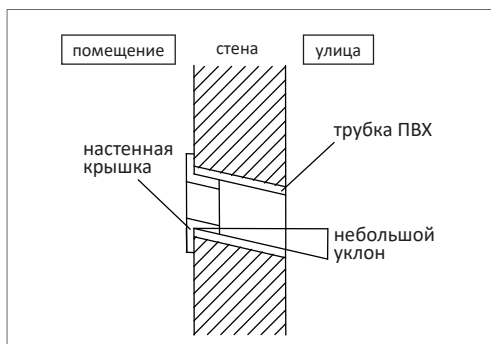 помещение
стена
улица
трубка ПВХ
настенная
крышка
небольшой
уклон